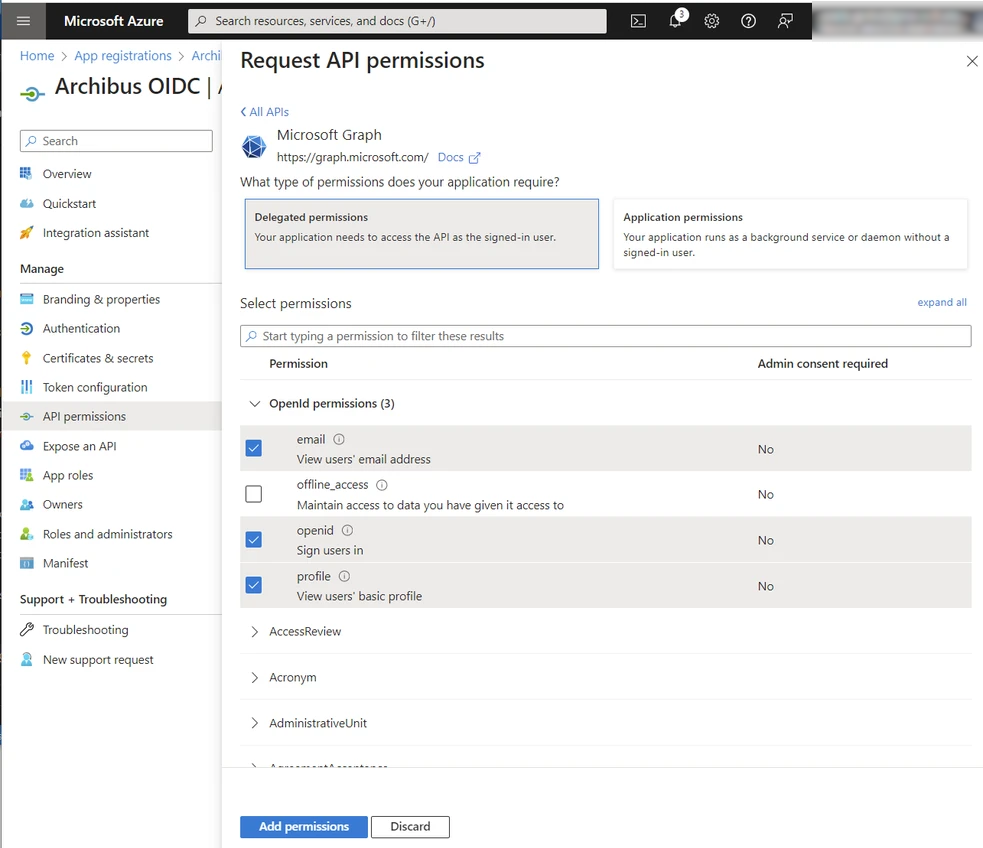 Microsoft Azure
Search resources, services, and docs (G+/)
3
Home > App registrations > Archi
Archibus OIDC |
Search
Overview
Quickstart
Integration assistant
Manage
Branding & properties
Authentication
Certificates & secrets
Token configuration
API permissions
Expose an API
App roles
Owners
Roles and administrators
Manifest
Support + Troubleshooting
Troubleshooting
New support request
Request API permissions
All APIs
Microsoft Graph
https://graph.microsoft.com/ Docs
What type of permissions does your application require?
Delegated permissions
Your application needs to access the API as the signed-in user.
Application permissions
Your application runs as a background service or daemon without a
signed-in user.
Select permissions
expand all
Start typing a permission to filter these results
Permission
Admin consent required
OpenId permissions (3)
email
View users' email address
No
offline_access
Maintain access to data you have given it access to
No
openid
Sign users in
No
profile
View users' basic profile
No
AccessReview
Acronym
AdministrativeUnit
AgreementAcceptance
Add permissions
Discard